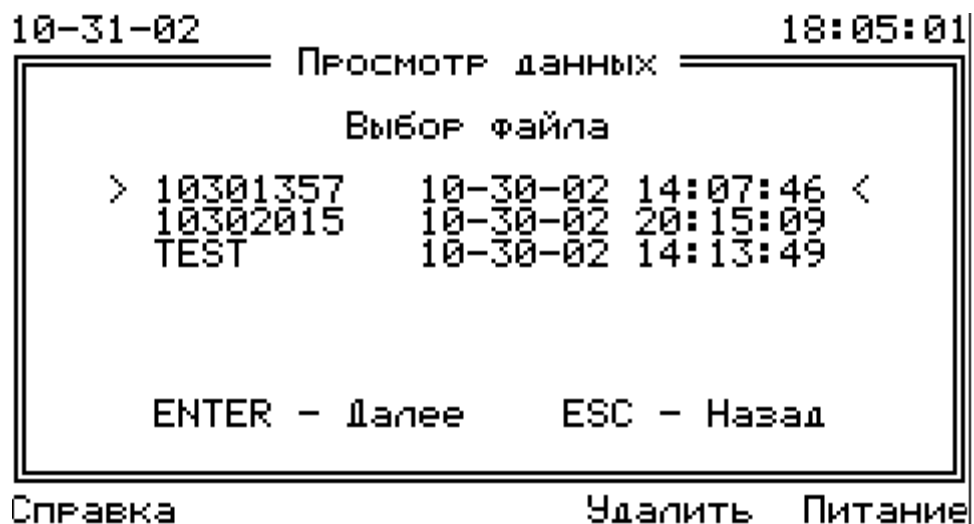 10-31-02 18:05:01
Просмотр данных
Выбор файла
> 10301357 10-30-02 14:07:46 <
10302015 10-30-02 20:15:09
TEST 10-30-02 14:13:49
ENTER - Далее ESC - Назад
Справка Удалить Питание